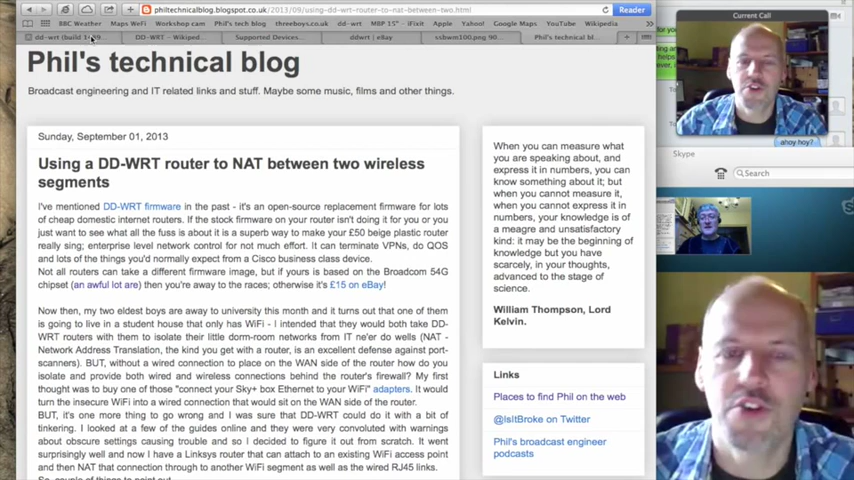 philtechnicalblog.blogspot.co.uk/2013/09/using-dd-wrt-router-to-nat-between-two.html
Reader
BBC Weather Maps WeFi Workshop cam Phil's tech blog threeboys.co.uk dd-wrt MBP 15" iFixit Apple eBay YouTube Wikipedia
DD-WRT – Wikiped... Supported Devices... ddwrt | eBay ssbwm100.png 90... Phil's technical bl...
Phil's technical blog
Broadcast engineering and IT related links and stuff. Maybe some music, films and other things.
Sunday, September 01, 2013
Using a DD-WRT router to NAT between two wireless
segments
I've mentioned DD-WRT firmware in the past - it's an open-source replacement firmware for lots
of cheap domestic internet routers. If the stock firmware on your router isn't doing it for you or you
just want to see what all the fuss is about it is a superb way to make your £50 beige plastic router
really sing; enterprise level network control for not much effort. It can terminate VPNs, do QOS
and lots of the things you'd normally expect from a Cisco business class device.
Not all routers can take a different firmware image, but if yours is based on the Broadcom 54G
chipset (an awful lot are) then you're away to the races; otherwise it's £15 on eBay!
Now then, my two eldest boys are away to university this month and it turns out that one of them
is going to live in a student house that only has WiFi - I intended that they would both take DD-
WRT routers with them to isolate their little dorm-room networks from IT ne'er do wells (NAT -
Network Address Translation, the kind you get with a router, is an excellent defense against port-
scanners). BUT, without a wired connection to place on the WAN side of the router how do you
isolate and provide both wired and wireless connections behind the router's firewall? My first
thought was to buy one of those "connect your Sky+ box Ethernet to your WiFi" adapters. It would
turn the insecure WiFi into a wired connection that would sit on the WAN side of the router.
BUT, it's one more thing to go wrong and I was sure that DD-WRT could do it with a bit of
tinkering. I looked at a few of the guides online and they were very convoluted with warnings
about obscure settings causing trouble and so I decided to figure it out from scratch. It went
surprisingly well and now I have a Linksys router that can attach to an existing WiFi access point
and then NAT that connection through to another WiFi segment as well as the wired RJ45 links.
So, couple of things to point out
When you can measure what
you are speaking about, and
express it in numbers, you can
know something about it; but
when you cannot measure it,
when you cannot express it in
numbers, your knowledge is of
a meagre and unsatisfactory
kind: it may be the beginning of
knowledge but you have
scarcely, in your thoughts,
advanced to the stage of
science.
William Thompson, Lord
Kelvin.
Links
Places to find Phil on the web
@IsItBroke on Twitter
Phil's broadcast engineer
podcasts
Current Call
ahoy hoy?
Skype
Search